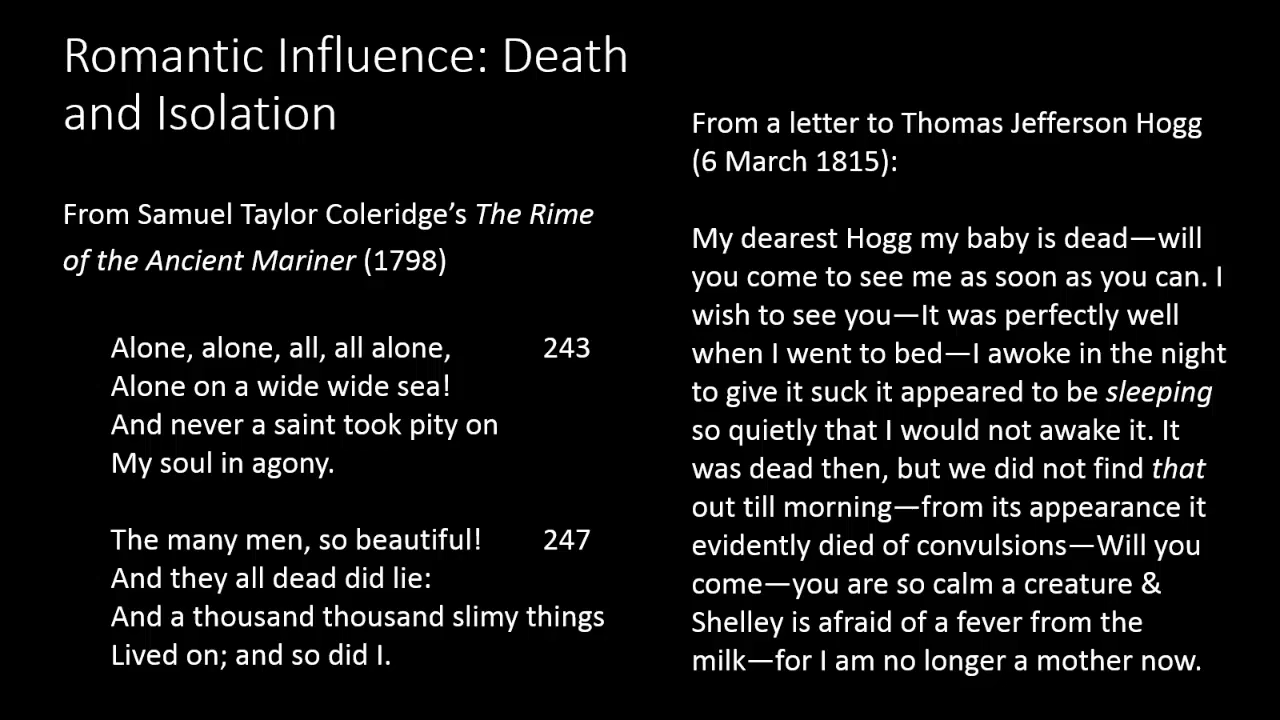 Romantic Influence: Death
and Isolation
From Samuel Taylor Coleridge’s The Rime
of the Ancient Mariner (1798)
Alone, alone, all, all alone, 243
Alone on a wide wide sea!
And never a saint took pity on
My soul in agony.
The many men, so beautiful! 247
And they all dead did lie:
And a thousand thousand slimy things
Lived on; and so did I.
From a letter to Thomas Jefferson Hogg
(6 March 1815):
My dearest Hogg my baby is dead—will
you come to see me as soon as you can. I
wish to see you—It was perfectly well
when I went to bed—I awoke in the night
to give it suck it appeared to be sleeping
so quietly that I would not awake it. It
was dead then, but we did not find that
out till morning—from its appearance it
evidently died of convulsions—Will you
come—you are so calm a creature &
Shelley is afraid of a fever from the
milk—for I am no longer a mother now.